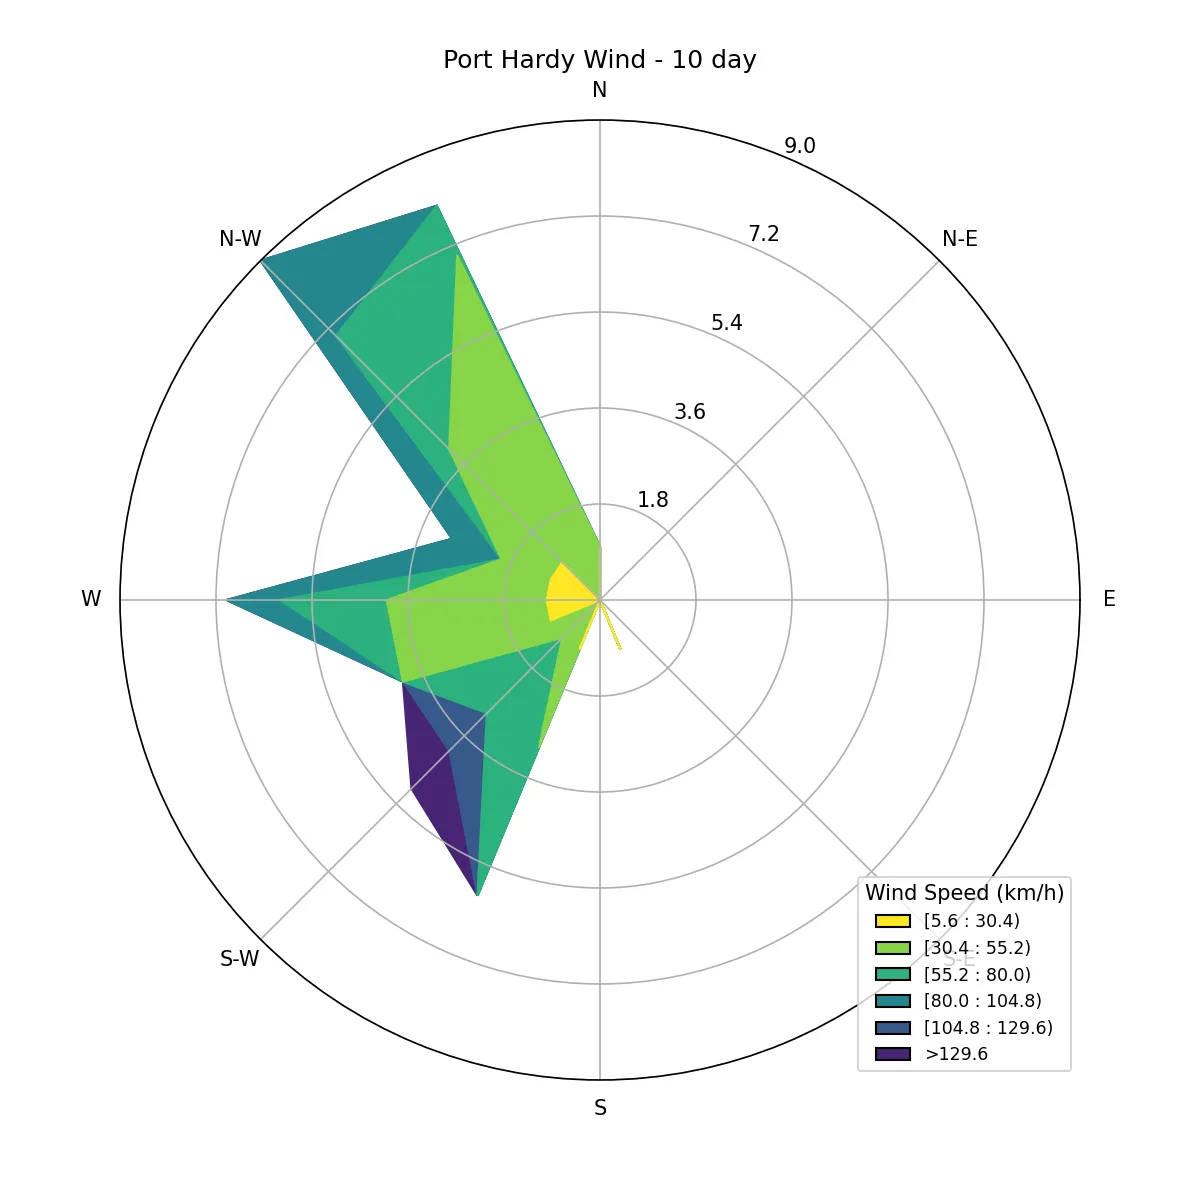 Port Hardy Wind - 10 day
N
9.0
N-W
N-E
7.2
5.4
3.6
1.8
W
E
S-W
S-E
S
Wind Speed (km/h)
[5.6 : 30.4)
[30.4 : 55.2)
[55.2 : 80.0)
[80.0 : 104.8)
[104.8 : 129.6)
>129.6